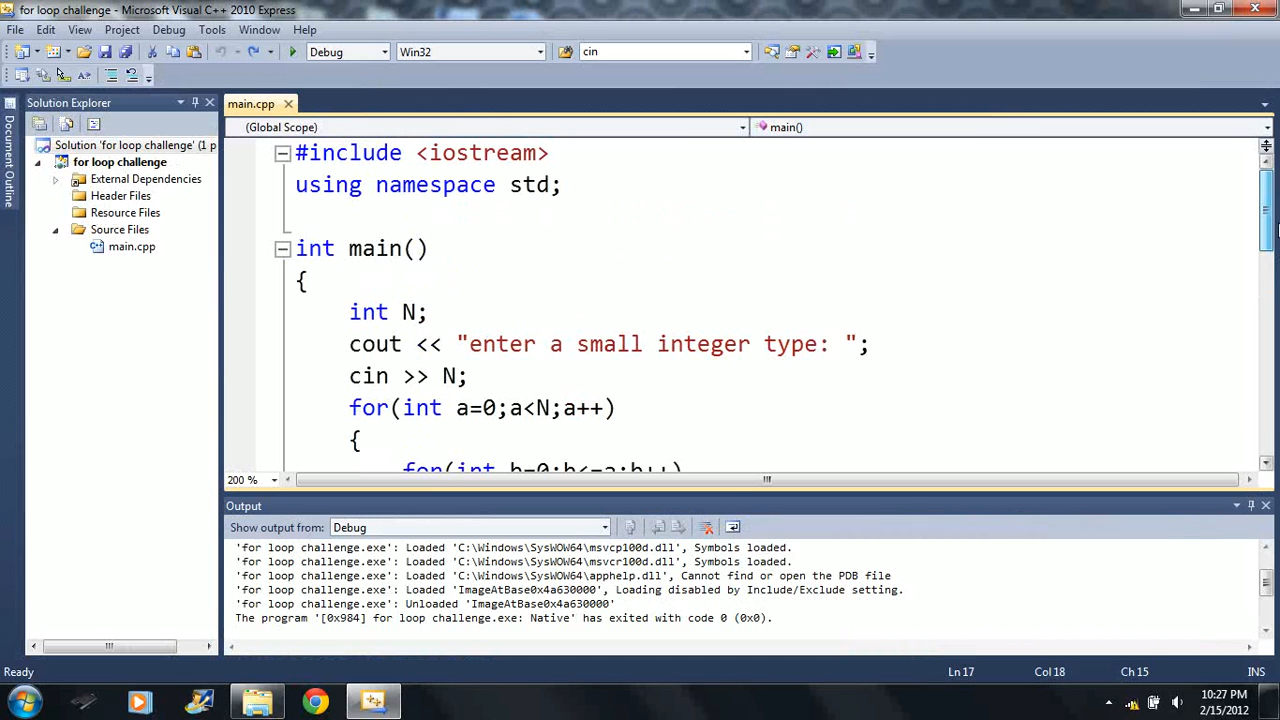 for loop challenge - Microsoft Visual C++ 2010 Express
File Edit View Project Debug Tools Window Help
Debug Win32 cin
Solution Explorer
main.cpp
Document Outline
(Global Scope) main()
Solution 'for loop challenge' (1 p
for loop challenge
External Dependencies
Header Files
Resource Files
Source Files
main.cpp
#include <iostream>
using namespace std;
int main()
{
int N;
cout << "enter a small integer type: ";
cin >> N;
for(int a=0;a<N;a++)
{
for(int b=0;b<=a;b++)
200 %
Output
Show output from: Debug
'for loop challenge.exe': Loaded 'C:\Windows\SysWOW64\msvcp100d.dll', Symbols loaded.
'for loop challenge.exe': Loaded 'C:\Windows\SysWOW64\msvcr100d.dll', Symbols loaded.
'for loop challenge.exe': Loaded 'C:\Windows\SysWOW64\apphelp.dll', Cannot find or open the PDB file
'for loop challenge.exe': Loaded 'ImageAtBase0x4a630000', Loading disabled by Include/Exclude setting.
'for loop challenge.exe': Unloaded 'ImageAtBase0x4a630000'
The program '[0x984] for loop challenge.exe: Native' has exited with code 0 (0x0).
Ready Ln 17 Col 18 Ch 15 INS
10:27 PM
2/15/2012